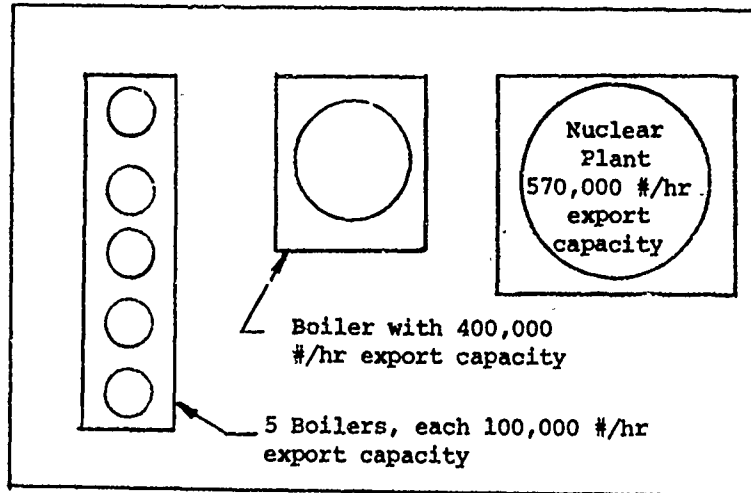 Nuclear
Plant
570,000 #/hr
export
capacity
Boiler with 400,000
#/hr export capacity
5 Boilers, each 100,000 #/hr
export capacity